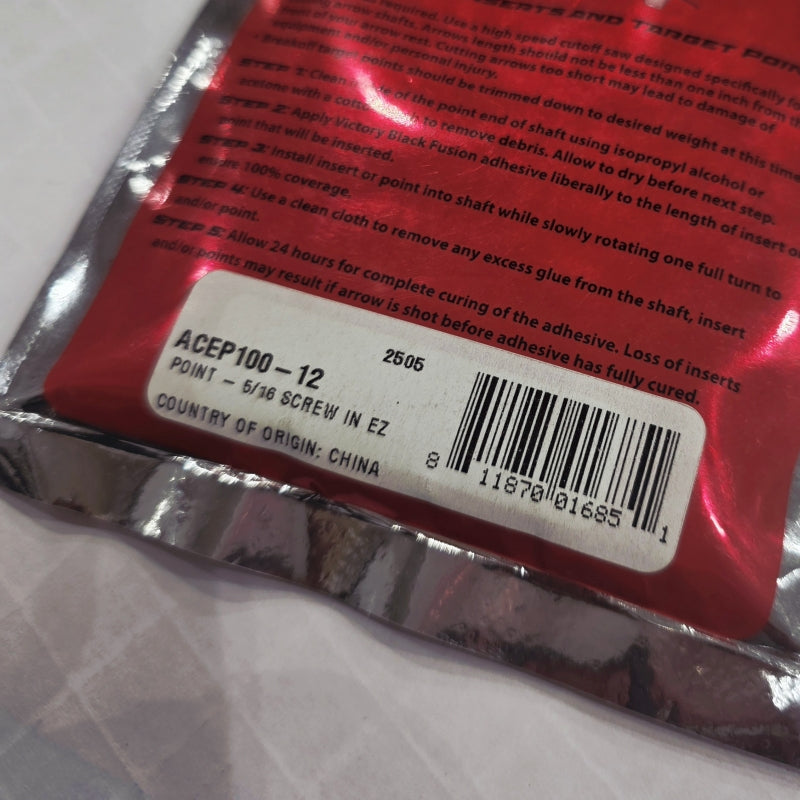 required. Use a high speed cutoff saw designed specifically
arrow shafts. Arrows length should not be less than one inch from
of your arrow rest. Cutting arrows too short may lead to damage of
equipment and/or personal injury.
• Breakoff target points should be trimmed down to desired weight at this time
STEP 1: Clean of the point end of shaft using isopropyl alcohol or
acetone with a to remove debris. Allow to dry before next step.
STEP 2: Apply Victory Black Fusion adhesive liberally to the length of insert or
point that will be inserted.
STEP 3: Install insert or point into shaft while slowly rotating one full turn to
100% coverage.
STEP 4: Use a clean cloth to remove any excess glue from the shaft, insert
and/or point.
STEP 5: Allow 24 hours for complete curing of the adhesive. Loss of inserts
and/or points may result if arrow is shot before adhesive has fully cured.
ACEP100-12 2505
POINT - 5/16 SCREW IN EZ
COUNTRY OF ORIGIN: CHINA
8 11870 01685 1